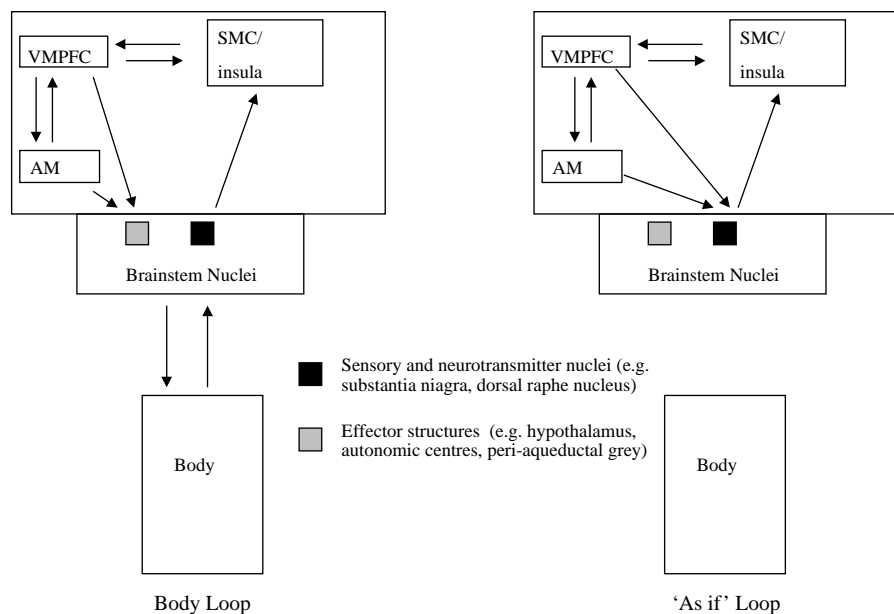 VMPFC
SMC/
insula
AM
Brainstem Nuclei
Body
Body Loop
Sensory and neurotransmitter nuclei (e.g.
substantia niagra, dorsal raphe nucleus)
Effector structures (e.g. hypothalamus,
autonomic centres, peri-aqueductal grey)
VMPFC
SMC/
insula
AM
Brainstem Nuclei
Body
‘As if’ Loop